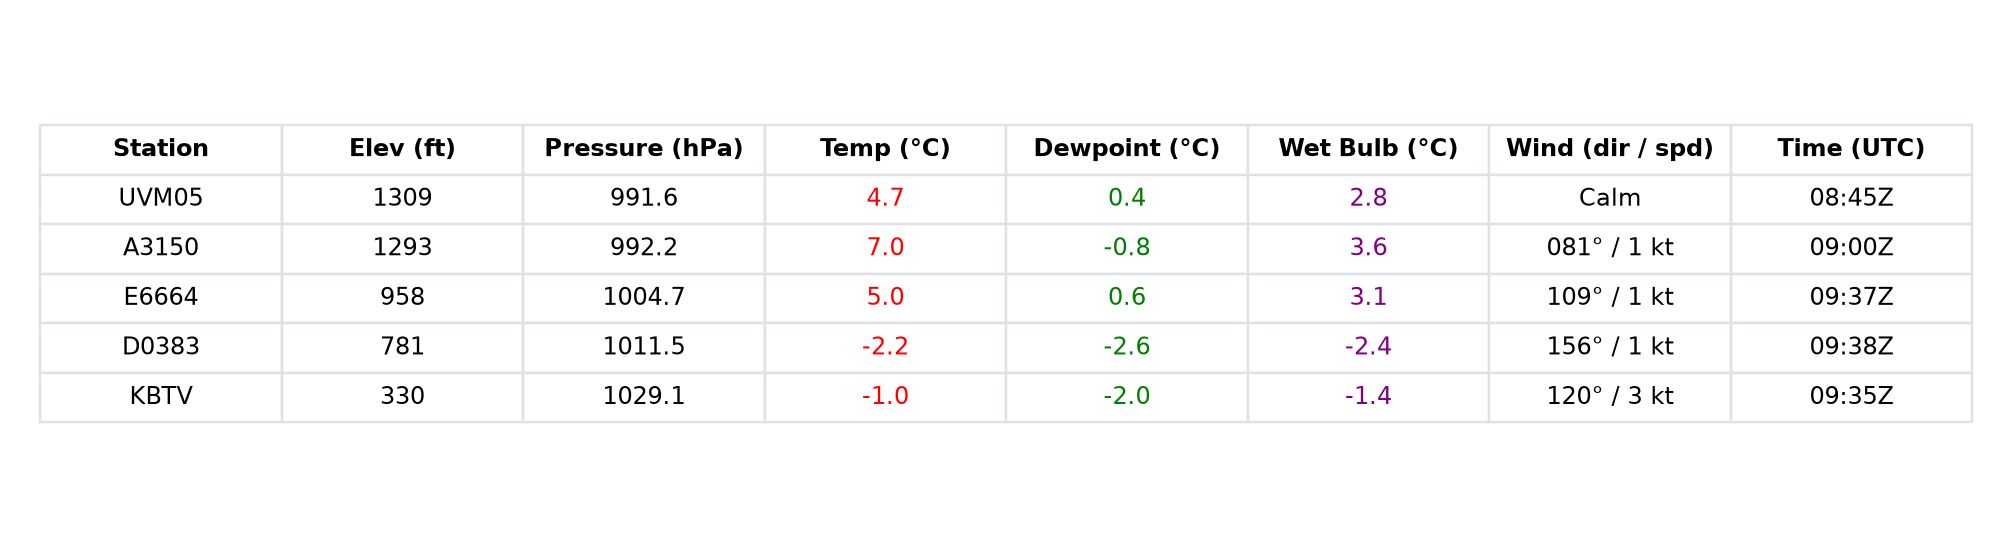 Station Elev (ft) Pressure (hPa) Temp (°C) Dewpoint (°C) Wet Bulb (°C) Wind (dir / spd) Time (UTC)
UVM05 1309 991.6 4.7 0.4 2.8 Calm 08:45Z
A3150 1293 992.2 7.0 -0.8 3.6 081° / 1 kt 09:00Z
E6664 958 1004.7 5.0 0.6 3.1 109° / 1 kt 09:37Z
D0383 781 1011.5 -2.2 -2.6 -2.4 156° / 1 kt 09:38Z
KBTV 330 1029.1 -1.0 -2.0 -1.4 120° / 3 kt 09:35Z